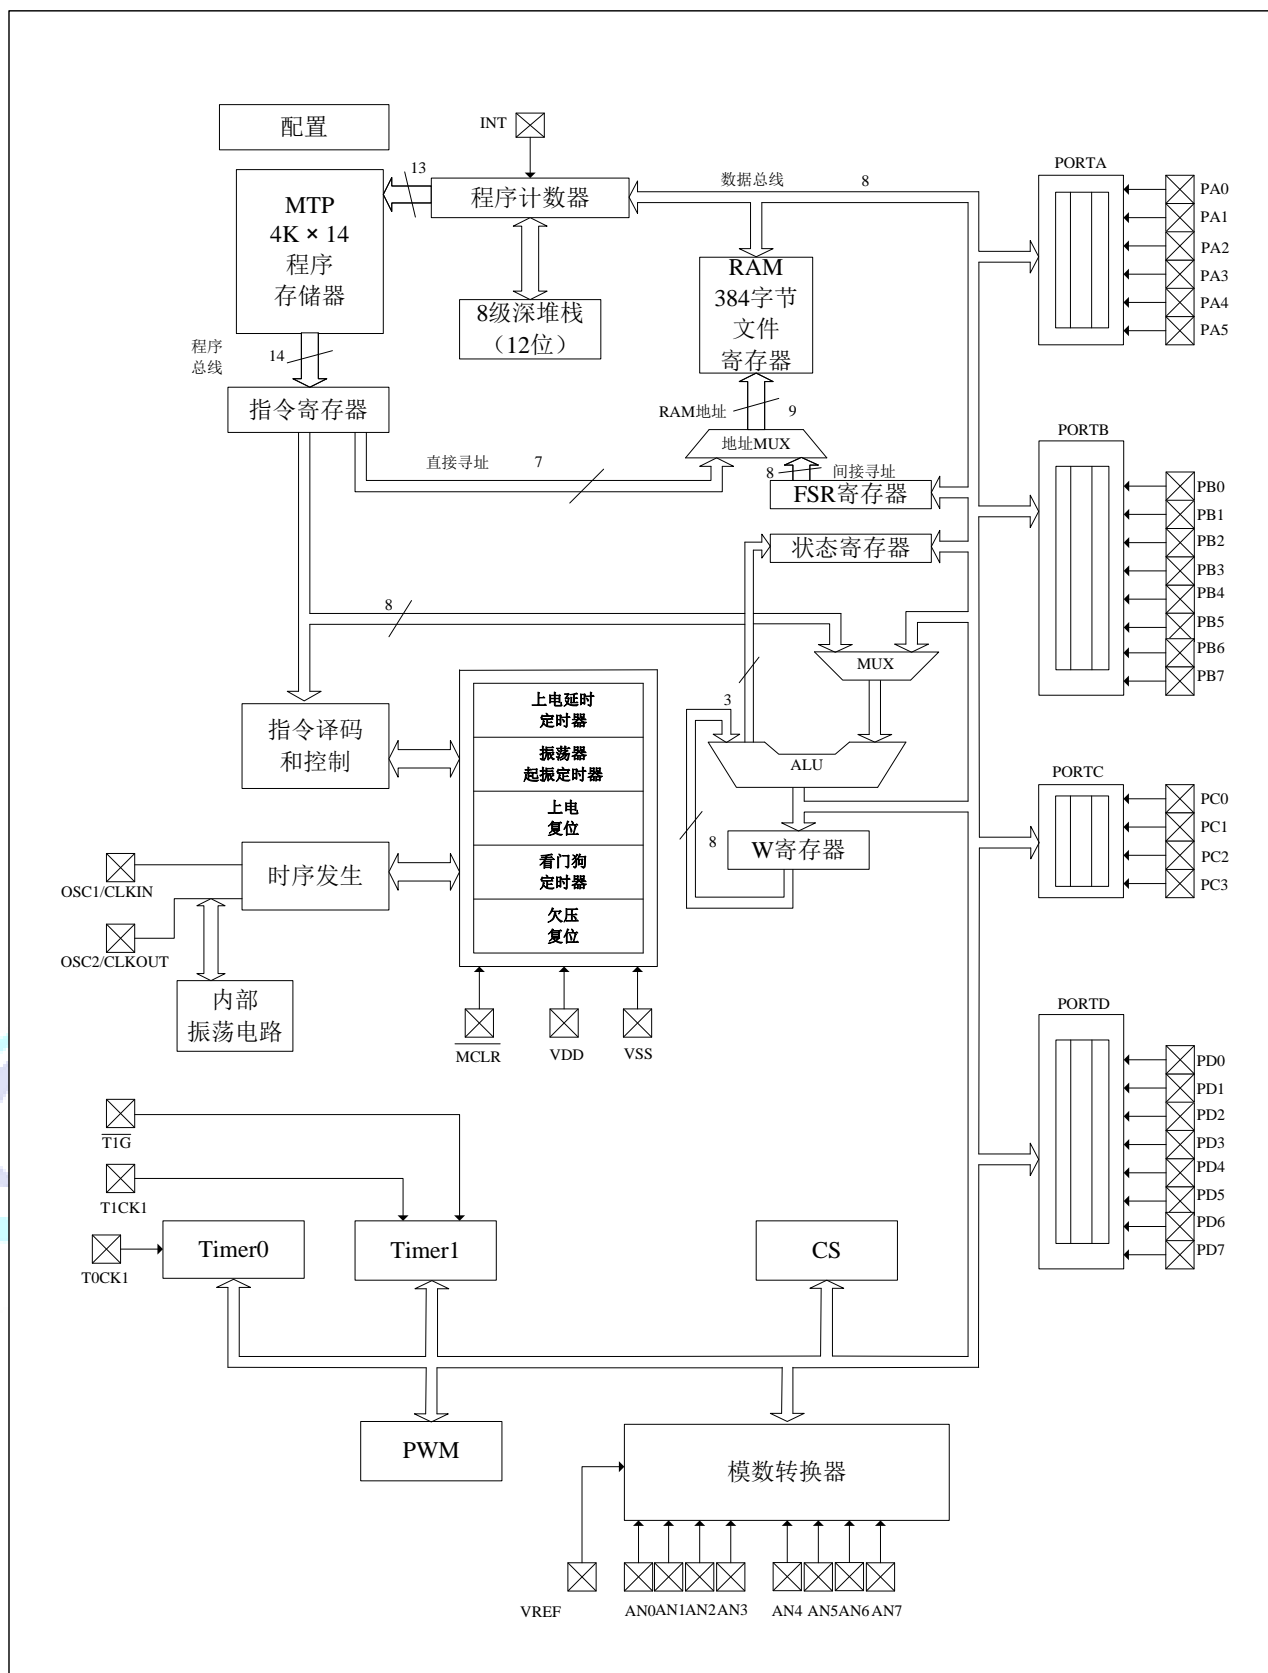 配置
INT
13
程序计数器
数据总线
8
PORTA
PA0
PA1
PA2
PA3
PA4
PA5
MTP
4K × 14
程序
存储器
RAM
384字节
文件
寄存器
8级深堆栈
（12位）
程序
总线
14
指令寄存器
RAM地址
9
地址MUX
直接寻址
7
8
间接寻址
FSR寄存器
状态寄存器
PORTB
PB0
PB1
PB2
PB3
PB4
PB5
PB6
PB7
8
MUX
3
ALU
8
W寄存器
指令译码
和控制
上电延时
定时器
振荡器
起振定时器
上电
复位
看门狗
定时器
欠压
复位
PORTC
PC0
PC1
PC2
PC3
时序发生
OSC1/CLKIN
OSC2/CLKOUT
内部
振荡电路
MCLR
VDD
VSS
PORTD
PD0
PD1
PD2
PD3
PD4
PD5
PD6
PD7
T1G
T1CK1
T0CK1
Timer0
Timer1
CS
PWM
模数转换器
VREF
AN0
AN1
AN2
AN3
AN4
AN5
AN6
AN7